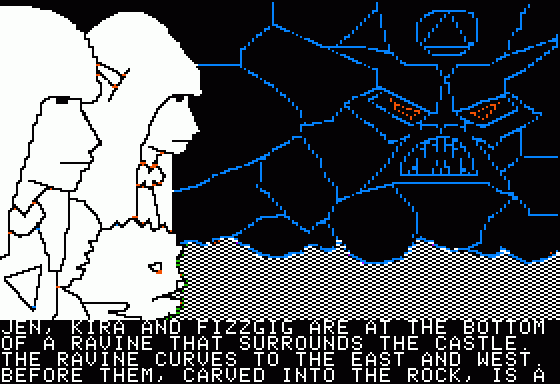 JEN, KIRA AND FIZZGIG ARE AT THE BOTTOM
OF A RAVINE THAT SURROUNDS THE CASTLE.
THE RAVINE CURVES TO THE EAST AND WEST.
BEFORE THEM, CARVED INTO THE ROCK, IS A